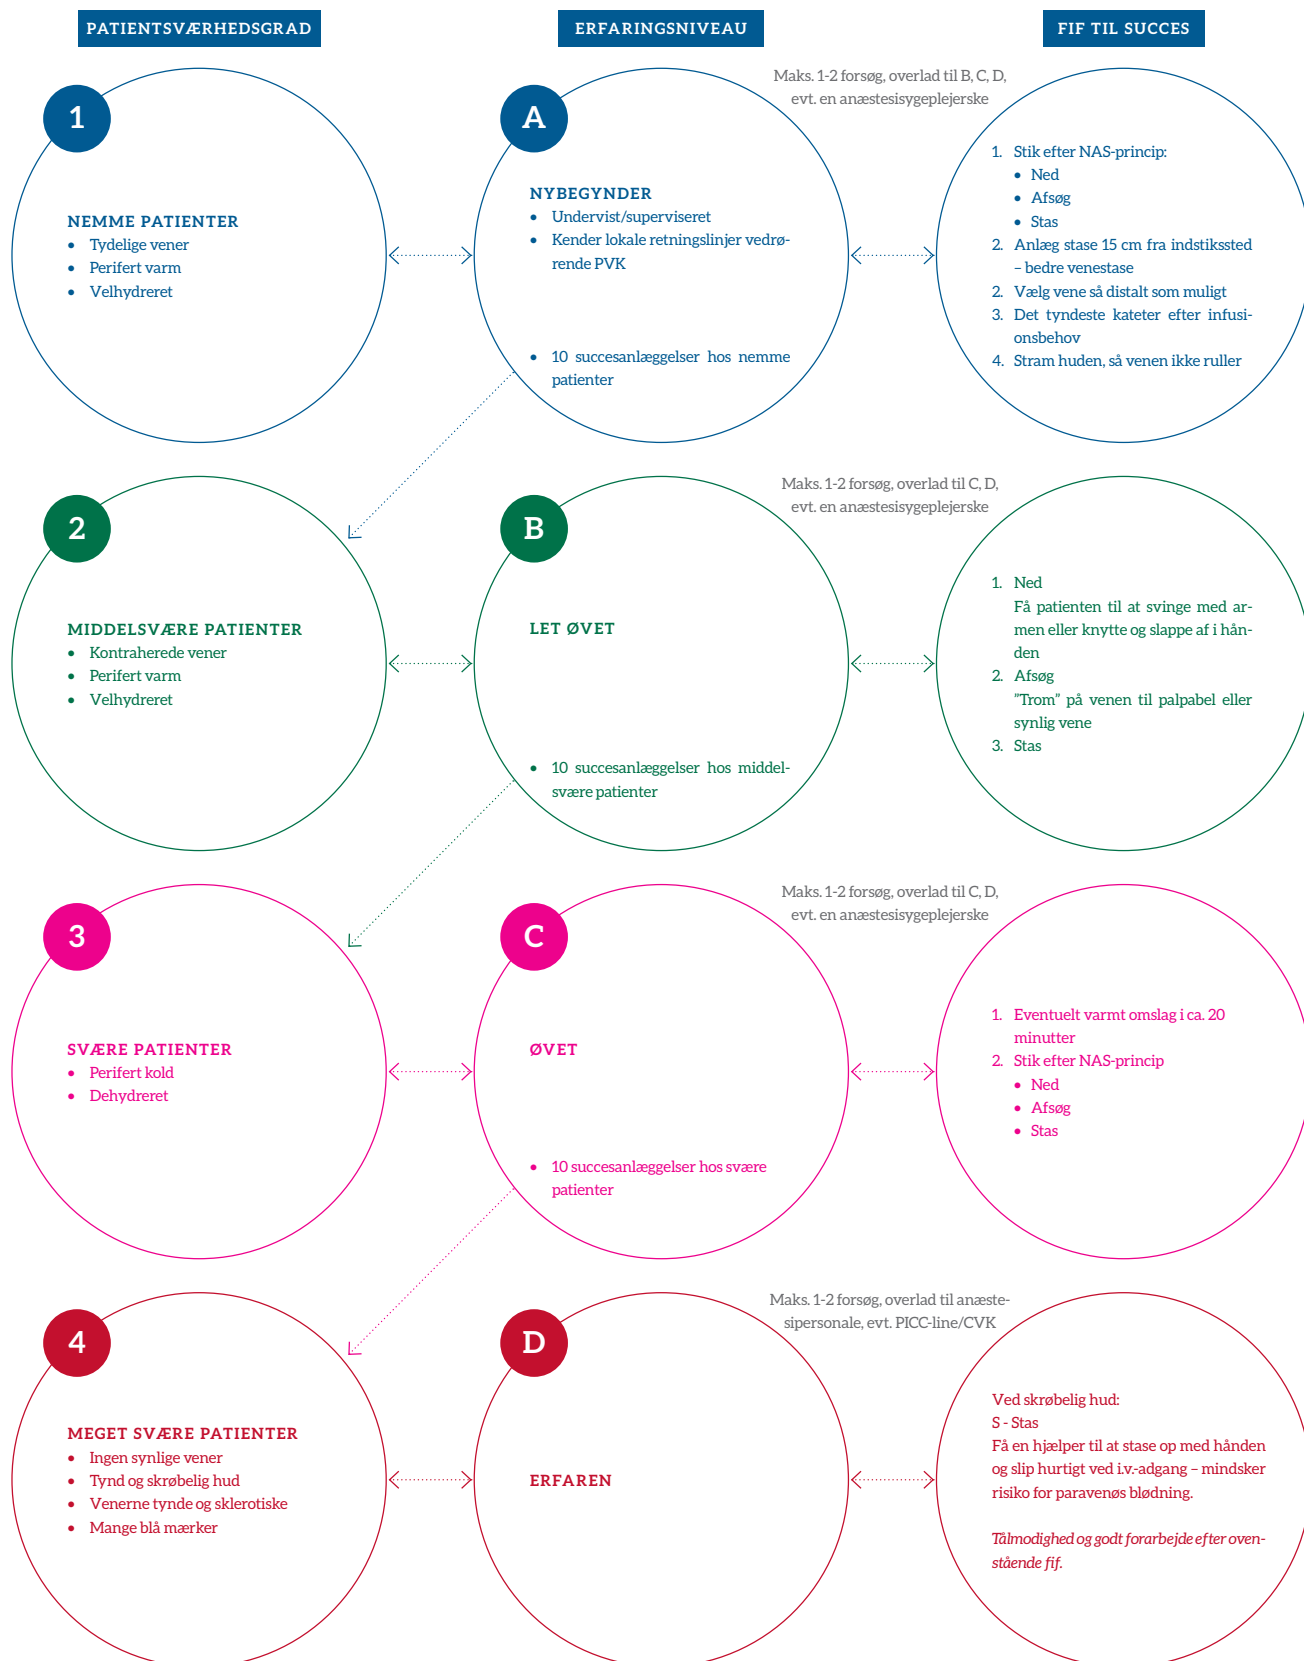 PATIENTSVÆRHEDSGRAD
ERFARINGSNIVEAU
FIF TIL SUCCES
1
NEMME PATIENTER
• Tydelige vener
• Perifert varm
• Velhydreret
A
NYBEGYNDER
• Undervist/superviseret
• Kender lokale retningslinjer vedrø-
rende PVK
• 10 succesanlæggelser hos nemme
patienter
Maks. 1-2 forsøg, overlad til B, C, D,
evt. en anæstesisygeplejerske
1. Stik efter NAS-princip:
• Ned
• Afsøg
• Stas
2. Anlæg stase 15 cm fra indstikssted
– bedre venestase
2. Vælg vene så distalt som muligt
3. Det tyndeste kateter efter infusi-
onsbehov
4. Stram huden, så venen ikke ruller
2
MIDDELSVÆRE PATIENTER
• Kontraherede vener
• Perifert varm
• Velhydreret
B
LET ØVET
• 10 succesanlæggelser hos middel-
svære patienter
Maks. 1-2 forsøg, overlad til C, D,
evt. en anæstesisygeplejerske
1. Ned
Få patienten til at svinge med ar-
men eller knytte og slappe af i hån-
den
2. Afsøg
”Trom” på venen til palpabel eller
synlig vene
3. Stas
3
SVÆRE PATIENTER
• Perifert kold
• Dehydreret
C
ØVET
• 10 succesanlæggelser hos svære
patienter
Maks. 1-2 forsøg, overlad til C, D,
evt. en anæstesisygeplejerske
1. Eventuelt varmt omslag i ca. 20
minutter
2. Stik efter NAS-princip
• Ned
• Afsøg
• Stas
4
MEGET SVÆRE PATIENTER
• Ingen synlige vener
• Tynd og skrøbelig hud
• Venerne tynde og sklerotiske
• Mange blå mærker
D
ERFAREN
Maks. 1-2 forsøg, overlad til anæste-
sipersonale, evt. PICC-line/CVK
Ved skrøbelig hud:
S - Stas
Få en hjælper til at stase op med hånden
og slip hurtigt ved i.v.-adgang – mindsker
risiko for paravenøs blødning.
Tålmodighed og godt forarbejde efter oven-
stående fif.